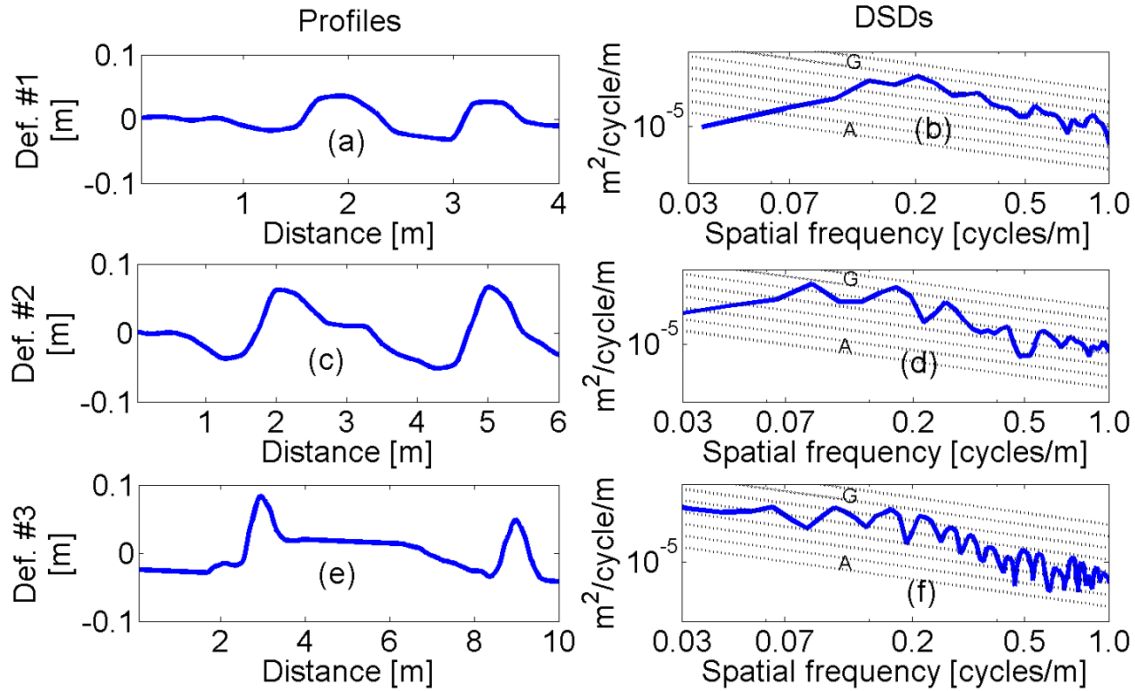 Profiles
DSDs
Def. #1
[m]
0.1
0
-0.1
(a)
1 2 3 4
Distance [m]
m²/cycle/m
10⁻⁵
G
A
(b)
0.03 0.07 0.2 0.5 1.0
Spatial frequency [cycles/m]
Def. #2
[m]
0.1
0
-0.1
(c)
1 2 3 4 5 6
Distance [m]
m²/cycle/m
10⁻⁵
G
A
(d)
0.03 0.07 0.2 0.5 1.0
Spatial frequency [cycles/m]
Def. #3
[m]
0.1
0
-0.1
(e)
2 4 6 8 10
Distance [m]
m²/cycle/m
10⁻⁵
G
A
(f)
0.03 0.07 0.2 0.5 1.0
Spatial frequency [cycles/m]